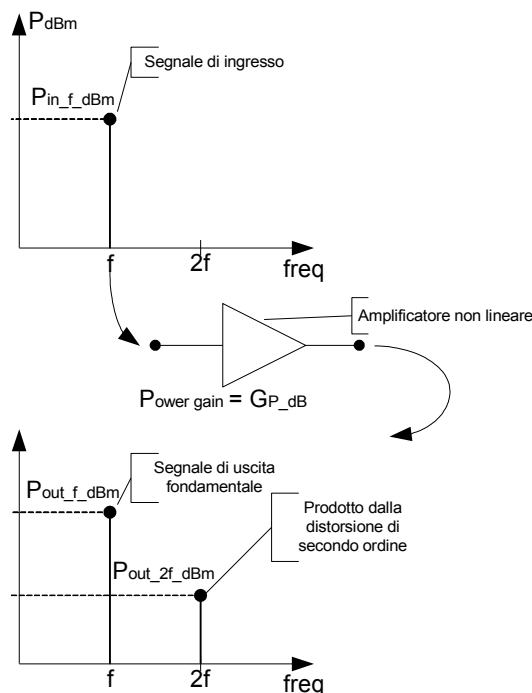 PdBm
Segnale di ingresso
Pin_f_dBm
f
2f
freq
Amplificatore non lineare
Power gain = GP_dB
Segnale di uscita
fondamentale
Pout_f_dBm
Prodotto dalla
distorsione di
secondo ordine
Pout_2f_dBm
f
2f
freq